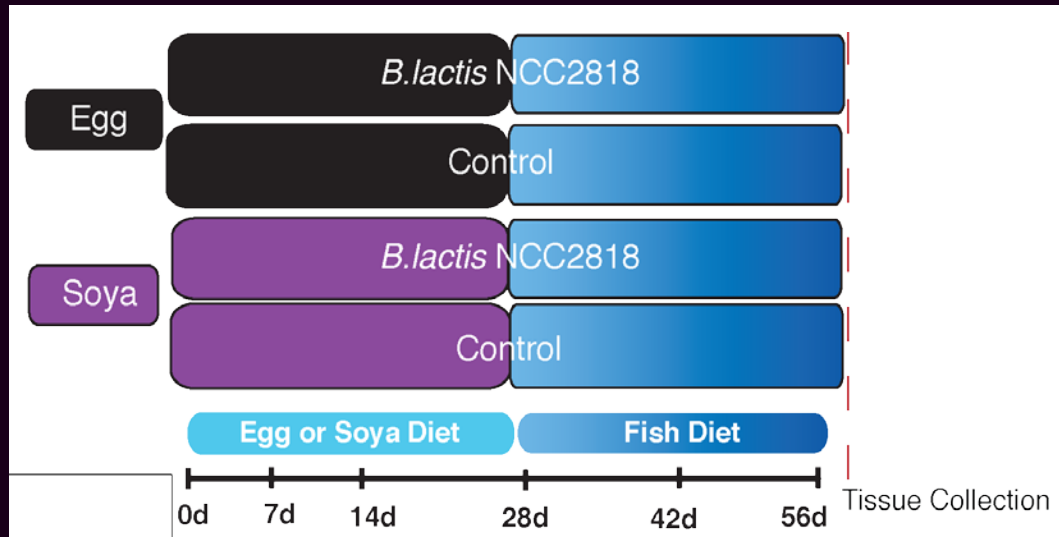 B.lactis NCC2818
Egg
Control
B.lactis NCC2818
Soya
Control
Egg or Soya Diet Fish Diet
0d 7d 14d 28d 42d 56d Tissue Collection